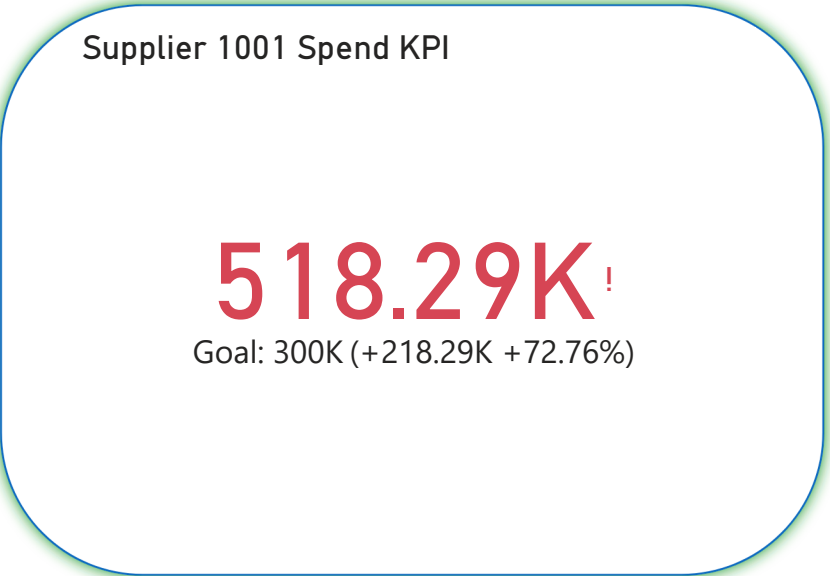 Supplier 1001 Spend KPI
518.29K!
Goal: 300K (+218.29K +72.76%)